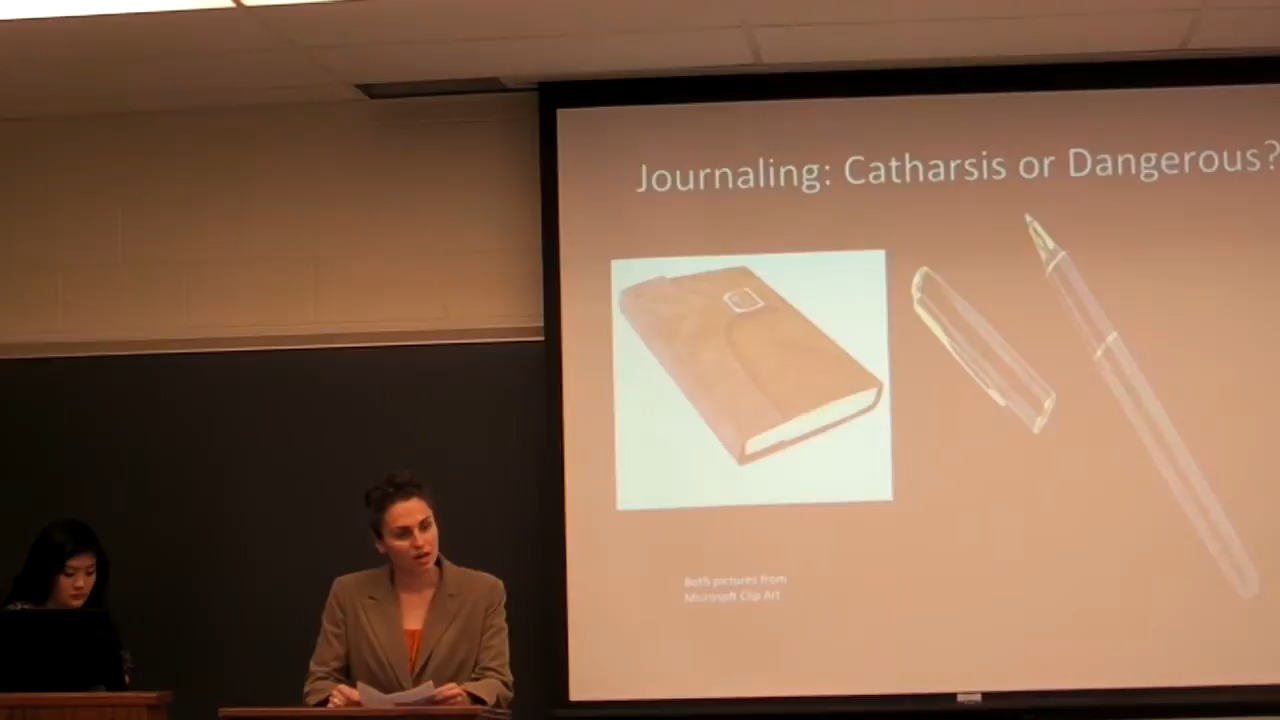 Journaling: Catharsis or Dangerous?
Both pictures from
Microsoft Clip Art